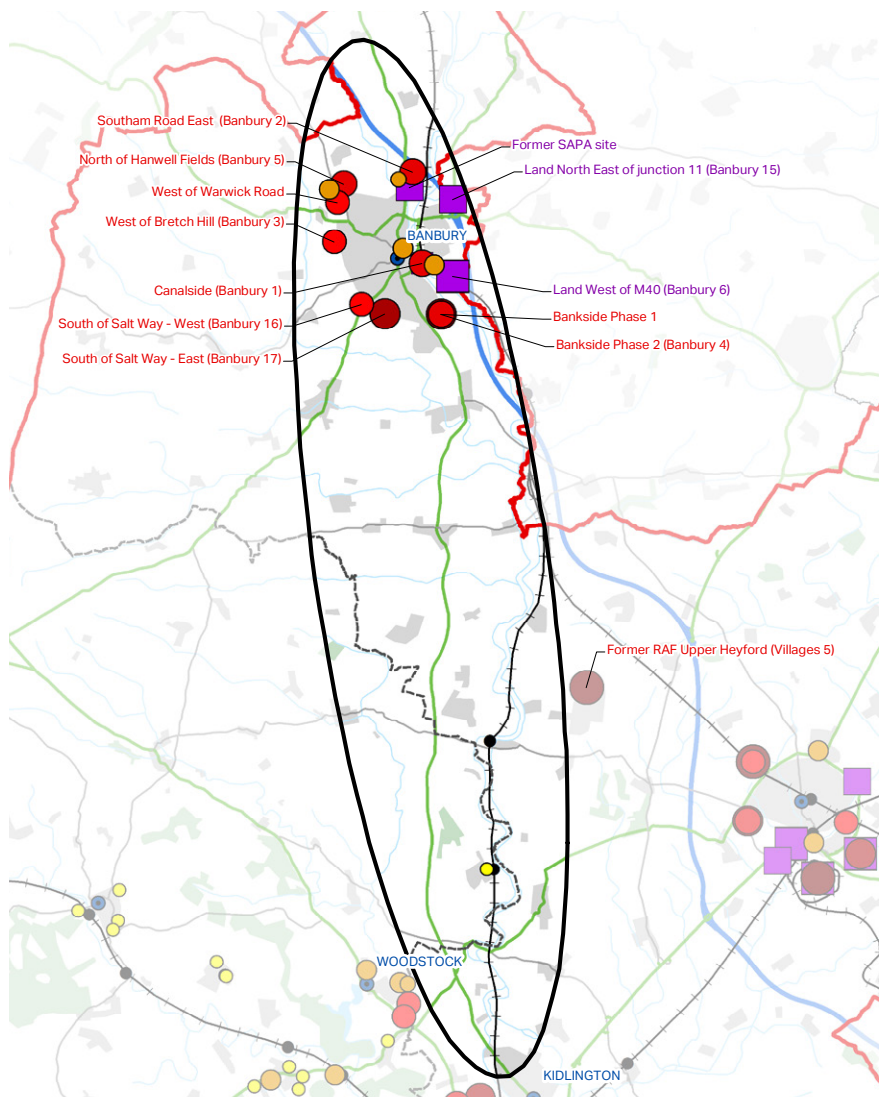 Southam Road East (Banbury 2)
Former SAPA site
North of Hanwell Fields (Banbury 5)
Land North East of junction 11 (Banbury 15)
West of Warwick Road
West of Bretch Hill (Banbury 3)
BANBURY
Canalside (Banbury 1)
Land West of M40 (Banbury 6)
South of Salt Way - West (Banbury 16)
Bankside Phase 1
Bankside Phase 2 (Banbury 4)
South of Salt Way - East (Banbury 17)
Former RAF Upper Heyford (Villages 5)
WOODSTOCK
KIDLINGTON